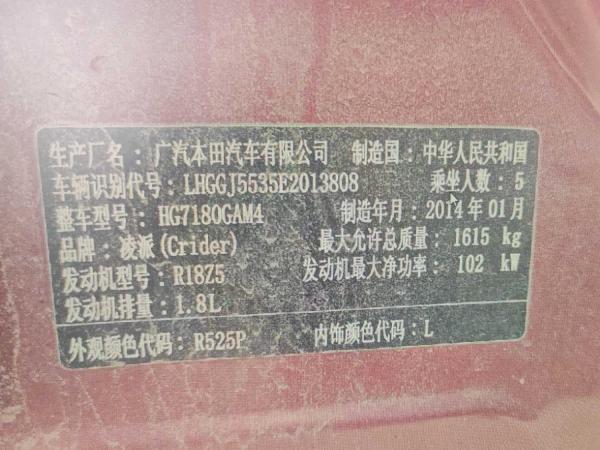 生产厂名：广汽本田汽车有限公司 制造国：中华人民共和国
车辆识别代号：LHGGJ5535E2013808 乘坐人数：5
整车型号：HG7180GAM4 制造年月：2014年01月
品牌：凌派(Crider) 最大允许总质量：1615 kg
发动机型号：R18Z5 发动机最大净功率：102 kW
发动机排量：1.8L
外观颜色代码：R525P 内饰颜色代码：L